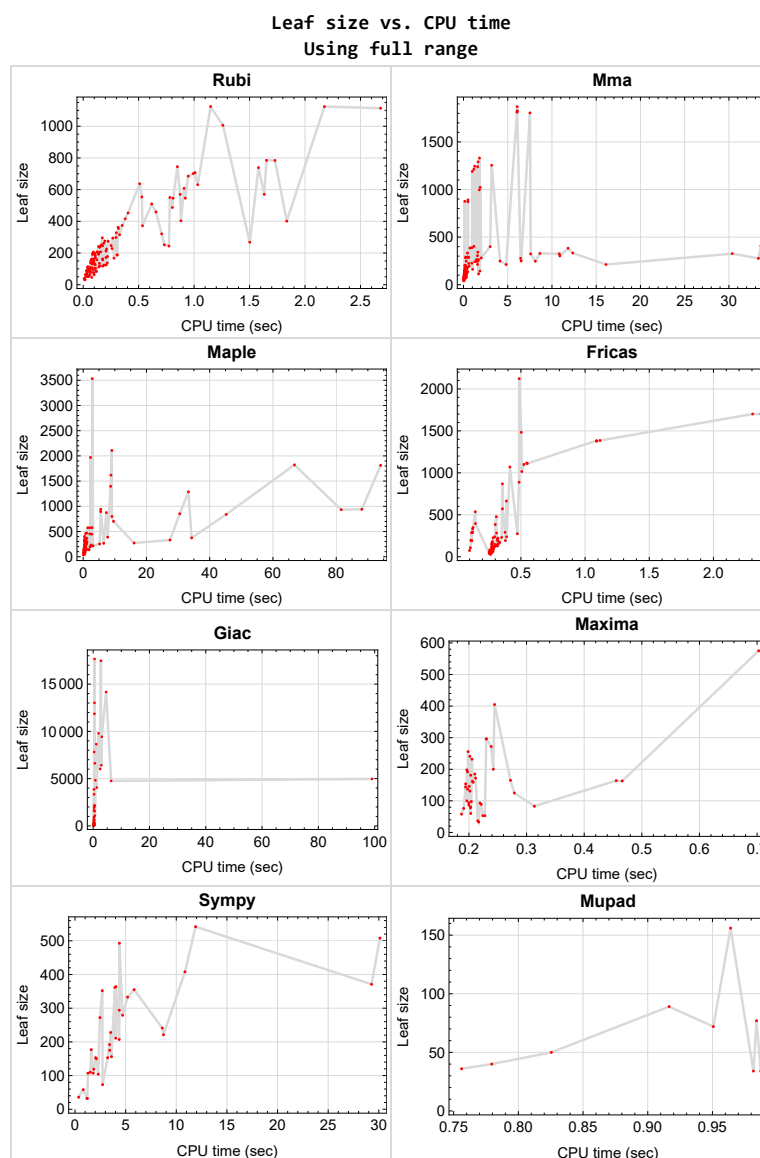 Leaf size vs. CPU time
Using full range
Rubi
Leaf size
1000
800
600
400
200
0
0.0 0.5 1.0 1.5 2.0 2.5
CPU time (sec)
Mma
Leaf size
1500
1000
500
0
0 5 10 15 20 25 30
CPU time (sec)
Maple
Leaf size
3500
3000
2500
2000
1500
1000
500
0
0 20 40 60 80
CPU time (sec)
Fricas
Leaf size
2000
1500
1000
500
0
0.5 1.0 1.5 2.0
CPU time (sec)
Giac
Leaf size
15000
10000
5000
0
0 20 40 60 80 100
CPU time (sec)
Maxima
Leaf size
600
500
400
300
200
100
0
0.2 0.3 0.4 0.5 0.6
CPU time (sec)
Sympy
Leaf size
500
400
300
200
100
0
0 5 10 15 20 25 30
CPU time (sec)
Mupad
Leaf size
150
100
50
0
0.75 0.80 0.85 0.90 0.95
CPU time (sec)